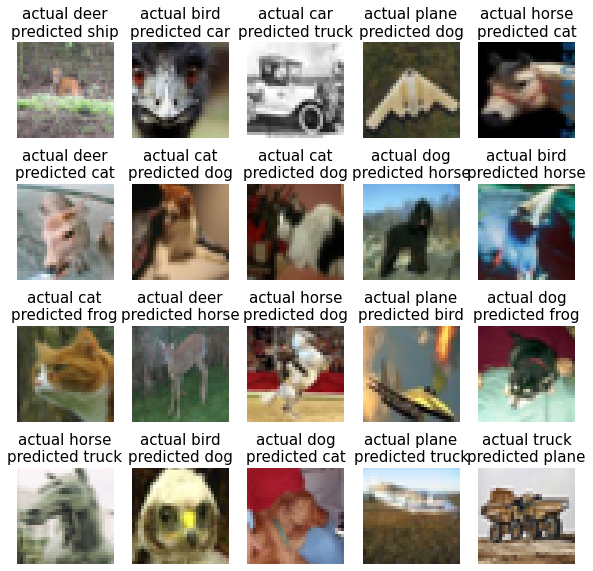 actual deer
predicted ship
actual bird
predicted car
actual car
predicted truck
actual plane
predicted dog
actual horse
predicted cat
actual deer
predicted cat
actual cat
predicted dog
actual cat
predicted dog
actual dog
predicted horse
actual bird
predicted horse
actual cat
predicted frog
actual deer
predicted horse
actual horse
predicted dog
actual plane
predicted bird
actual dog
predicted frog
actual horse
predicted truck
actual bird
predicted dog
actual dog
predicted cat
actual plane
predicted truck
actual truck
predicted plane